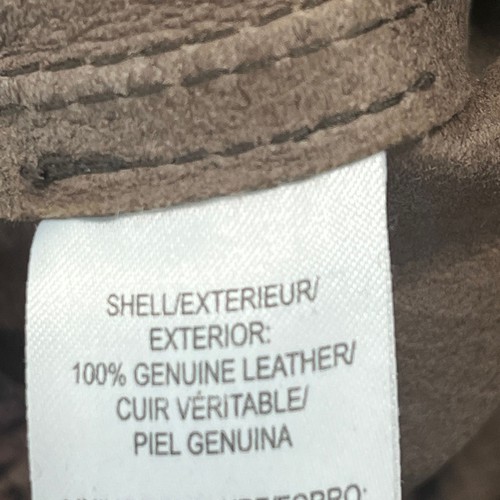 SHELL/EXTERIEUR/
EXTERIOR:
100% GENUINE LEATHER/
CUIR VÉRITABLE/
PIEL GENUINA